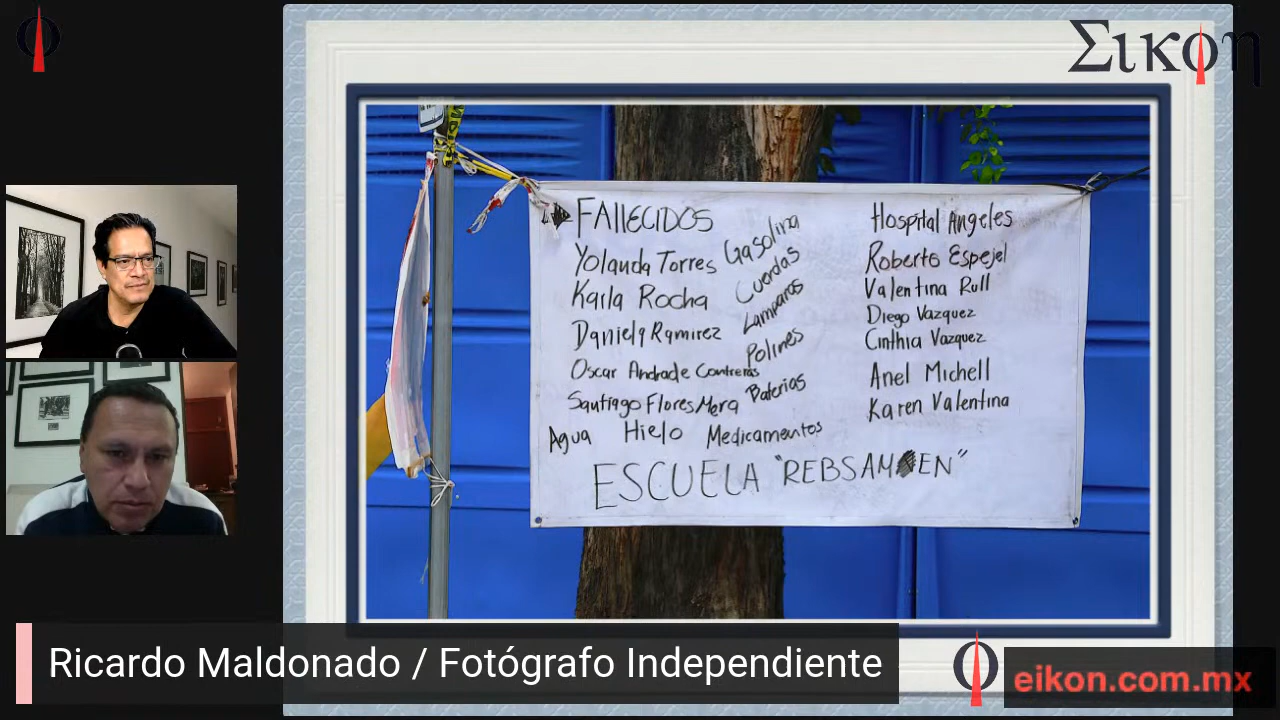 Σικοη
FALLECIDOS
Yolanda Torres
Karla Rocha
Daniela Ramirez
Oscar Andrade Contreras
Santiago Flores Mera
Gasolina
Cuerdas
Lamparas
Polines
Baterias
Agua Hielo Medicamentos
Hospital Angeles
Roberto Espejel
Valentina Rull
Diego Vazquez
Cinthia Vazquez
Anel Michell
Karen Valentina
ESCUELA "REBSAMEN"
Ricardo Maldonado / Fotógrafo Independiente
eikon.com.mx